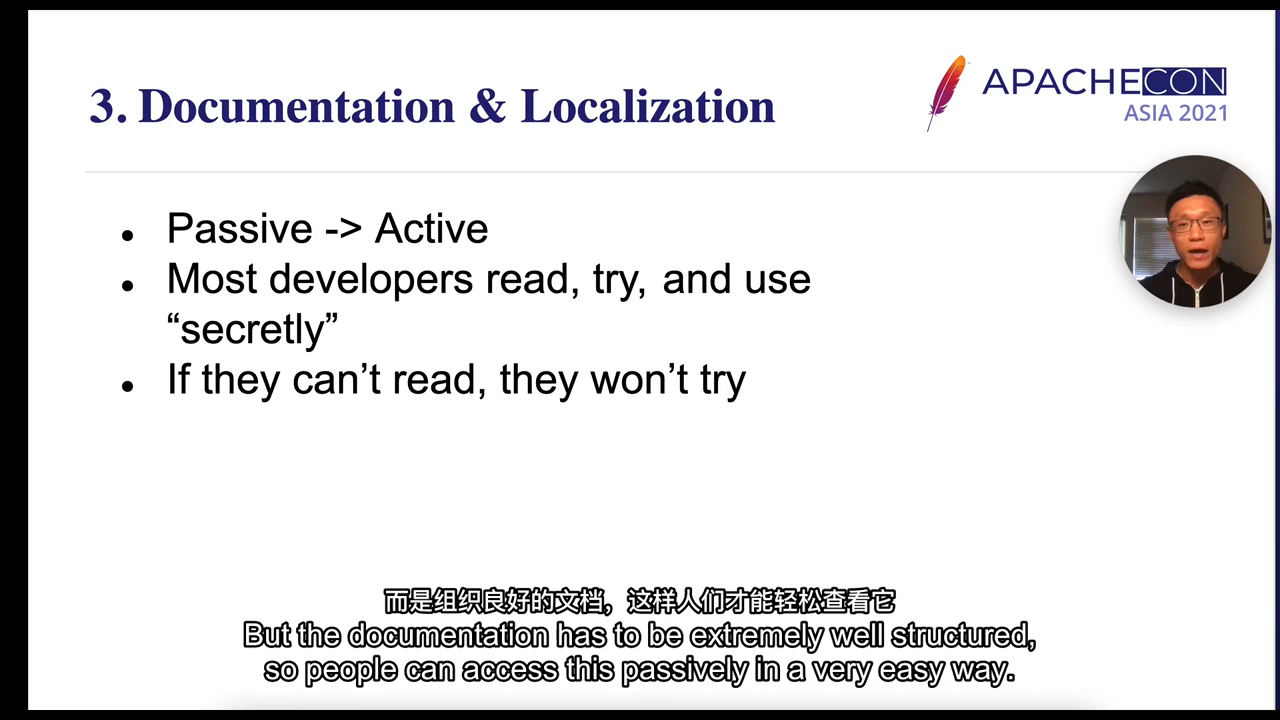 3. Documentation & Localization
APACHECON
ASIA 2021
Passive -> Active
Most developers read, try, and use
“secretly”
If they can’t read, they won’t try
而是组织良好的文档，这样人们才能轻松查看它
But the documentation has to be extremely well structured,
so people can access this passively in a very easy way.